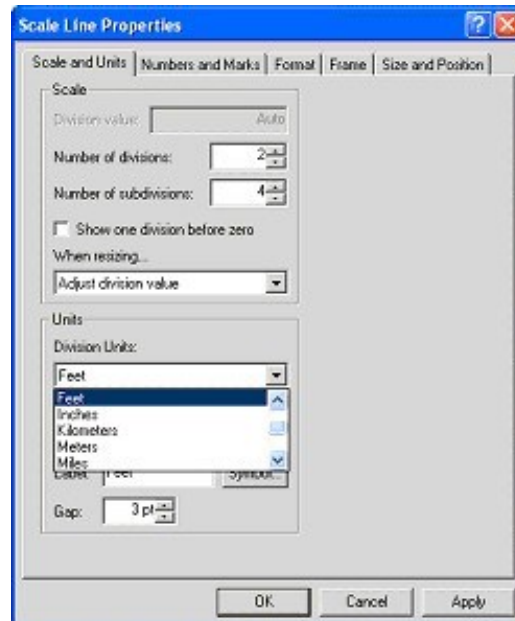 Scale Line Properties
Scale and Units Numbers and Marks Format Frame Size and Position
Scale
Division value: Auto
Number of divisions: 2
Number of subdivisions: 4
Show one division before zero
When resizing...
Adjust division value
Units
Division Units:
Feet
Feet
Inches
Kilometers
Meters
Miles
Label: Feet Symbol...
Gap: 3 pt
OK Cancel Apply